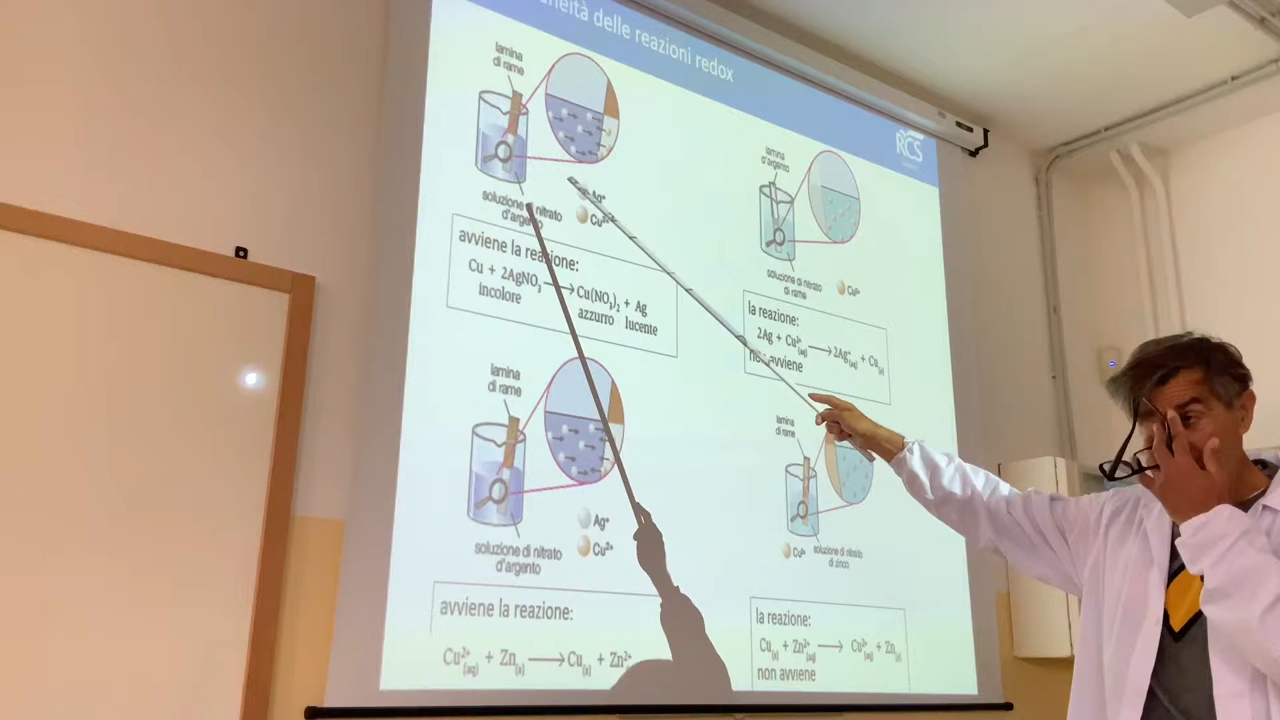 neità delle reazioni redox
RCS
lamina
di rame
soluzione di nitrato
d'argento
Ag⁺
Cu²⁺
avviene la reazione:
Cu + 2AgNO₃ ⟶ Cu(NO₃)₂ + Ag
incolore azzurro lucente
lamina
d'argento
soluzione di nitrato
di rame
Cu²⁺
la reazione:
2Ag + Cu²⁺(aq) ⟶ 2Ag⁺(aq) + Cu(s)
non avviene
lamina
di rame
Ag⁺
Cu²⁺
soluzione di nitrato
d'argento
avviene la reazione:
Cu²⁺(aq) + Zn(s) ⟶ Cu(s) + Zn²⁺
lamina
di rame
Cu²⁺
soluzione di nitrato
di zinco
la reazione:
Cu(s) + Zn²⁺(aq) ⟶ Cu²⁺(aq) + Zn(s)
non avviene